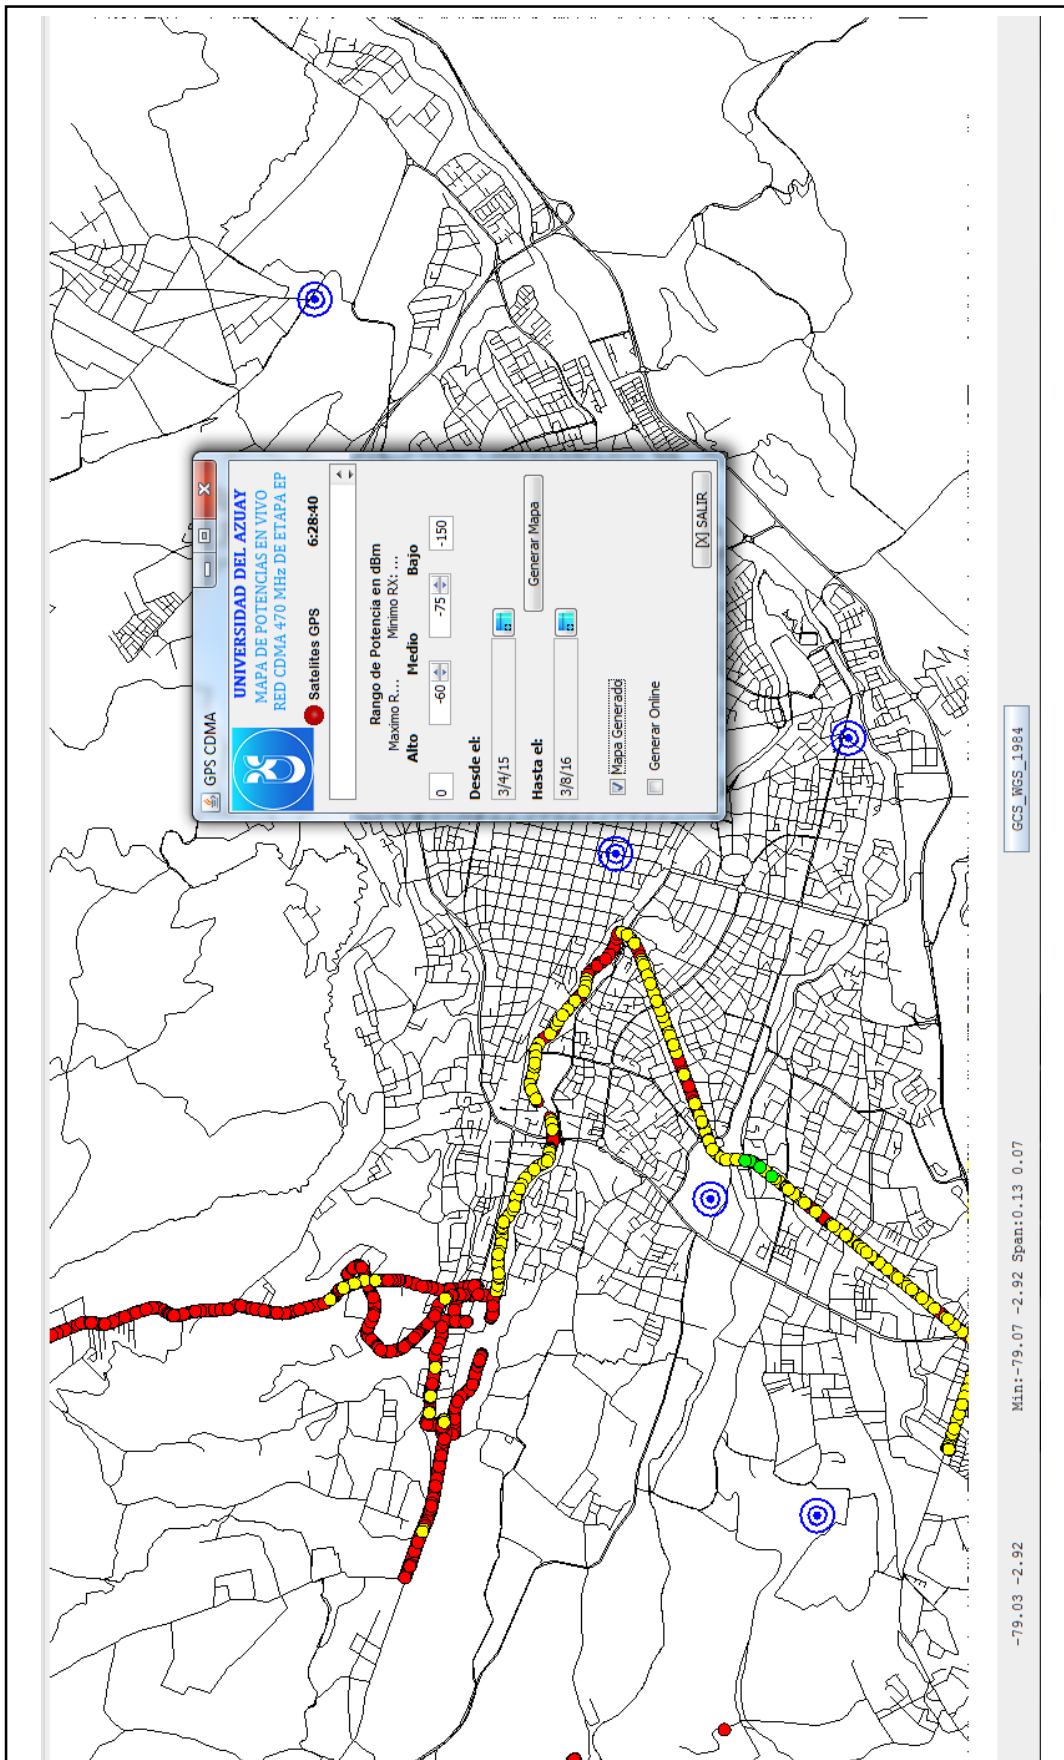 GPS CDMA
UNIVERSIDAD DEL AZUAY
MAPA DE POTENCIAS EN VIVO
RED CDMA 470 MHz DE ETAPA EP
Satelites GPS 6:28:40
Rango de Potencia en dBm
Maximo R... Minimo RX: ...
Alto Medio Bajo
0 -60 -75 -150
Desde el:
3/4/15
Hasta el:
3/8/16
Generar Mapa
Mapa Generado
Generar Online
[X] SALIR
-79.03 -2.92 Min:-79.07 -2.92 Span:0.13 0.07 GCS_WGS_1984